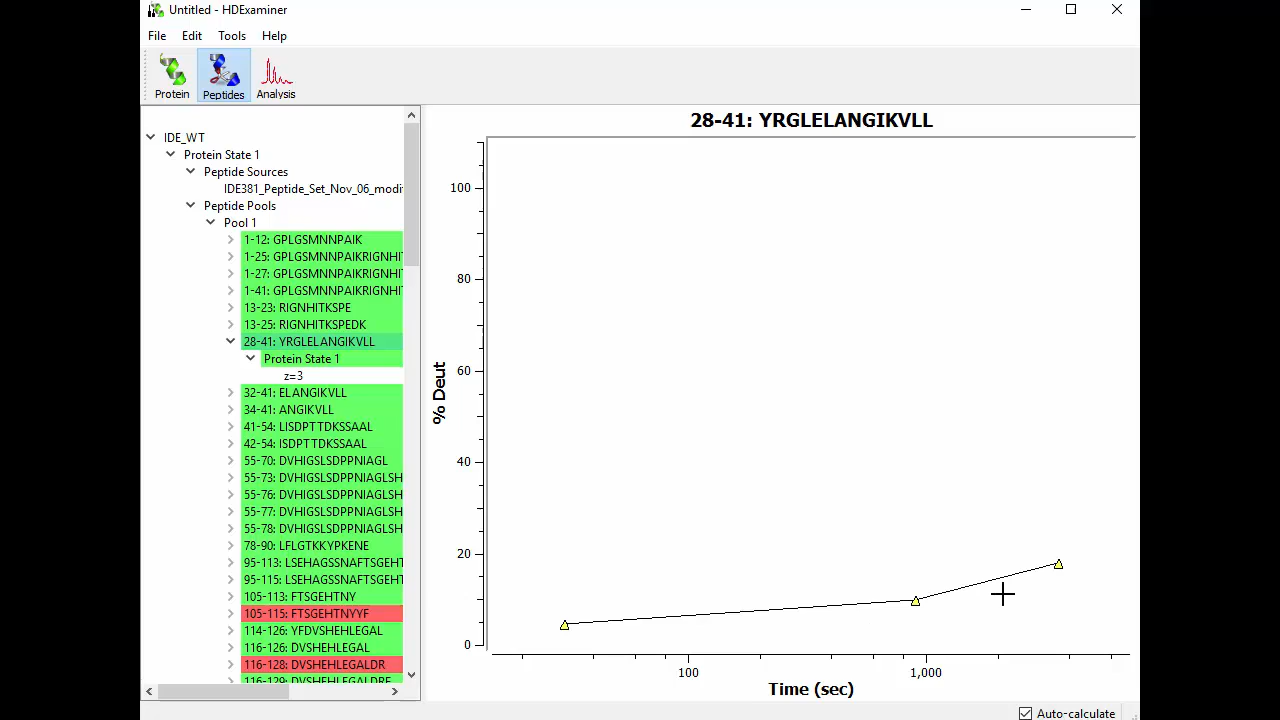 Untitled - HDExaminer
File Edit Tools Help
Protein Peptides Analysis
IDE_WT
Protein State 1
Peptide Sources
IDE381_Peptide_Set_Nov_06_modi
Peptide Pools
Pool 1
1-12: GPLGSMNNPAIK
1-25: GPLGSMNNPAIKRIGNHI
1-27: GPLGSMNNPAIKRIGNHI
1-41: GPLGSMNNPAIKRIGNHI
13-23: RIGNHITKSPE
13-25: RIGNHITKSPEDK
28-41: YRGLELANGIKVLL
Protein State 1
z=3
32-41: ELANGIKVLL
34-41: ANGIKVLL
41-54: LISDPTTDKSSAAL
42-54: ISDPTTDKSSAAL
55-70: DVHIGSLSDPPNIAGL
55-73: DVHIGSLSDPPNIAGLSH
55-76: DVHIGSLSDPPNIAGLSH
55-77: DVHIGSLSDPPNIAGLSH
55-78: DVHIGSLSDPPNIAGLSH
78-90: LFLGTKKYPKENE
95-113: LSEHAGSSNAFTSGEHT
95-115: LSEHAGSSNAFTSGEHT
105-113: FTSGEHTNY
105-115: FTSGEHTNYYF
114-126: YFDVSHEHLEGAL
116-126: DVSHEHLEGAL
116-128: DVSHEHLEGALDR
116-129: DVSHEHLEGALDRF
28-41: YRGLELANGIKVLL
% Deut
100
80
60
40
20
0
100 1,000
Time (sec)
Auto-calculate